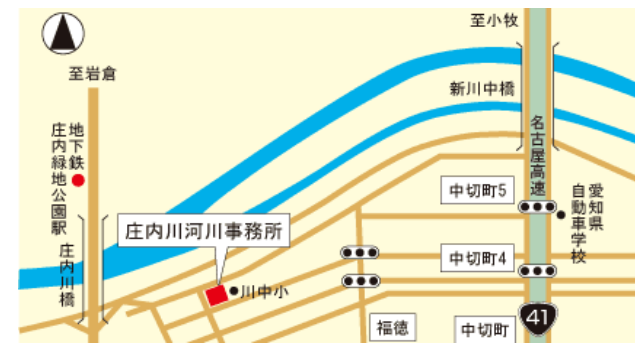 至小牧
至岩倉
新川中橋
名古屋高速
地下鉄
庄内緑地公園駅
中切町5
愛知県
自動車学校
庄内川河川事務所
庄内川橋
中切町4
川中小
41
福徳
中切町